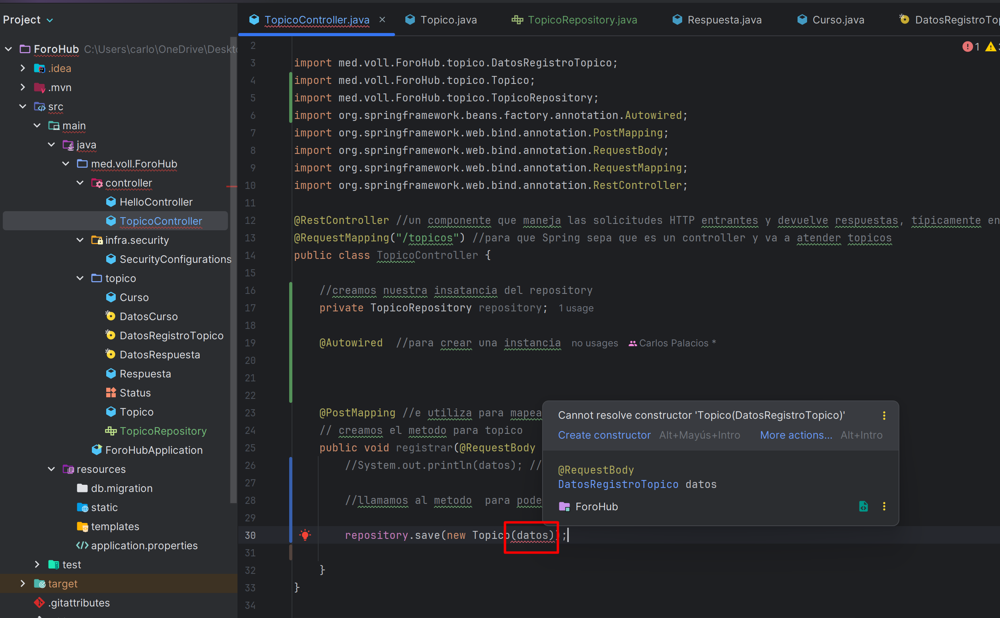 Project
TopicoController.java
Topico.java
TopicoRepository.java
Respuesta.java
Curso.java
DatosRegistroTop
ForoHub C:\Users\carlo\OneDrive\Deskto
.idea
.mvn
src
main
java
med.voll.ForoHub
controller
HelloController
TopicoController
infra.security
SecurityConfigurations
topico
Curso
DatosCurso
DatosRegistroTopico
DatosRespuesta
Respuesta
Status
Topico
TopicoRepository
ForoHubApplication
resources
db.migration
static
templates
application.properties
test
target
.gitattributes
1 3
2
3 import med.voll.ForoHub.topico.DatosRegistroTopico;
4 import med.voll.ForoHub.topico.Topico;
5 import med.voll.ForoHub.topico.TopicoRepository;
6 import org.springframework.beans.factory.annotation.Autowired;
7 import org.springframework.web.bind.annotation.PostMapping;
8 import org.springframework.web.bind.annotation.RequestBody;
9 import org.springframework.web.bind.annotation.RequestMapping;
10 import org.springframework.web.bind.annotation.RestController;
11
12 @RestController //un componente que maneja las solicitudes HTTP entrantes y devuelve respuestas, típicamente en
13 @RequestMapping("/topicos") //para que Spring sepa que es un controller y va a atender topicos
14 public class TopicoController {
15
16 //creamos nuestra insatancia del repository
17 private TopicoRepository repository; 1 usage
18
19 @Autowired //para crear una instancia no usages Carlos Palacios *
20
21
22
23 @PostMapping //e utiliza para mapea
24 // creamos el metodo para topico
25 public void registrar(@RequestBody
26 //System.out.println(datos); //
27
28 //llamamos al metodo para pode
29
30 repository.save(new Topico(datos));
31
32 }
33 }
34
Cannot resolve constructor 'Topico(DatosRegistroTopico)'
Create constructor Alt+Mayús+Intro More actions... Alt+Intro
@RequestBody
DatosRegistroTopico datos
ForoHub